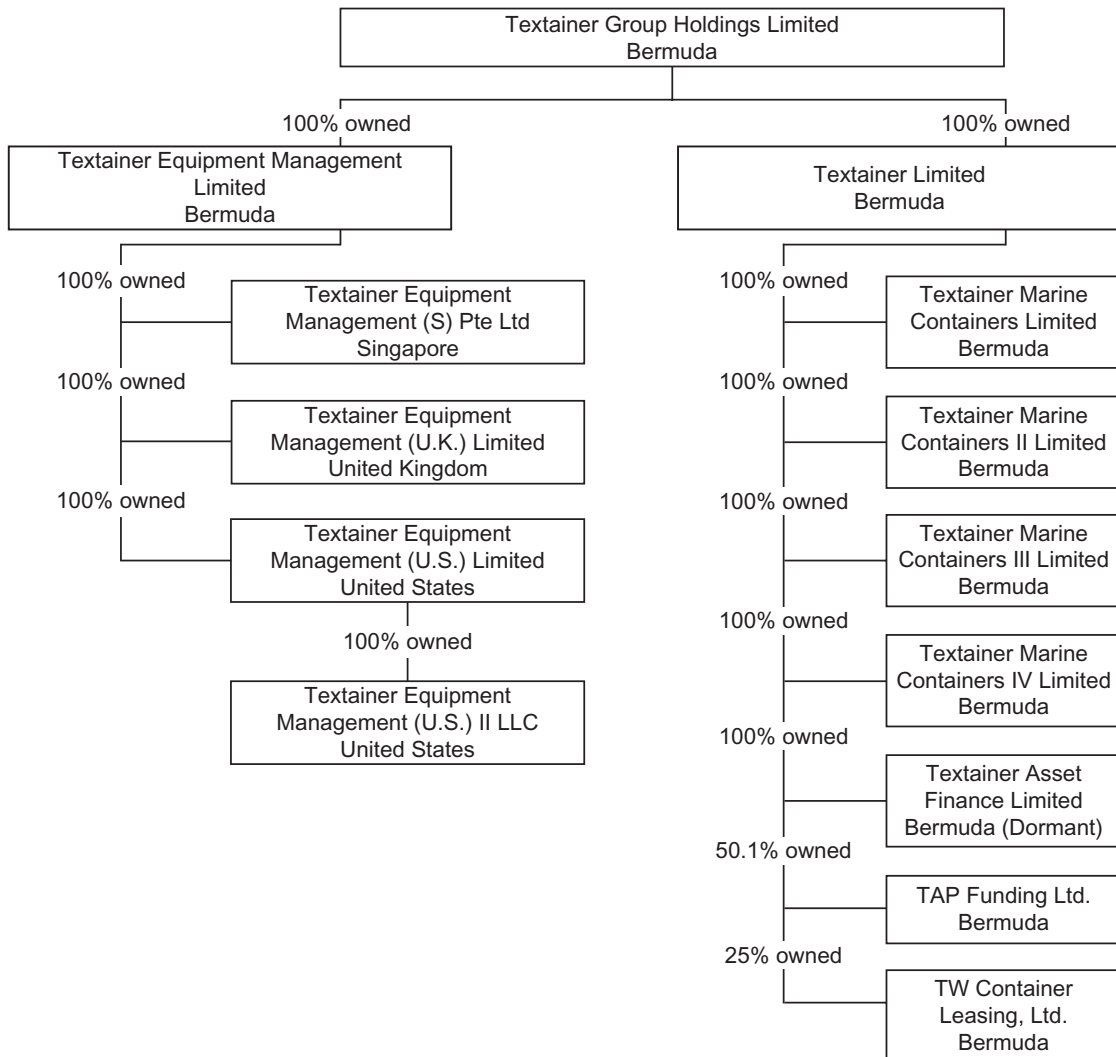 Textainer Group Holdings Limited
Bermuda
100% owned
100% owned
Textainer Equipment Management
Limited
Bermuda
Textainer Limited
Bermuda
100% owned
Textainer Equipment
Management (S) Pte Ltd
Singapore
100% owned
Textainer Equipment
Management (U.K.) Limited
United Kingdom
100% owned
Textainer Equipment
Management (U.S.) Limited
United States
100% owned
Textainer Equipment
Management (U.S.) II LLC
United States
100% owned
Textainer Marine
Containers Limited
Bermuda
100% owned
Textainer Marine
Containers II Limited
Bermuda
100% owned
Textainer Marine
Containers III Limited
Bermuda
100% owned
Textainer Marine
Containers IV Limited
Bermuda
100% owned
Textainer Asset
Finance Limited
Bermuda (Dormant)
50.1% owned
TAP Funding Ltd.
Bermuda
25% owned
TW Container
Leasing, Ltd.
Bermuda